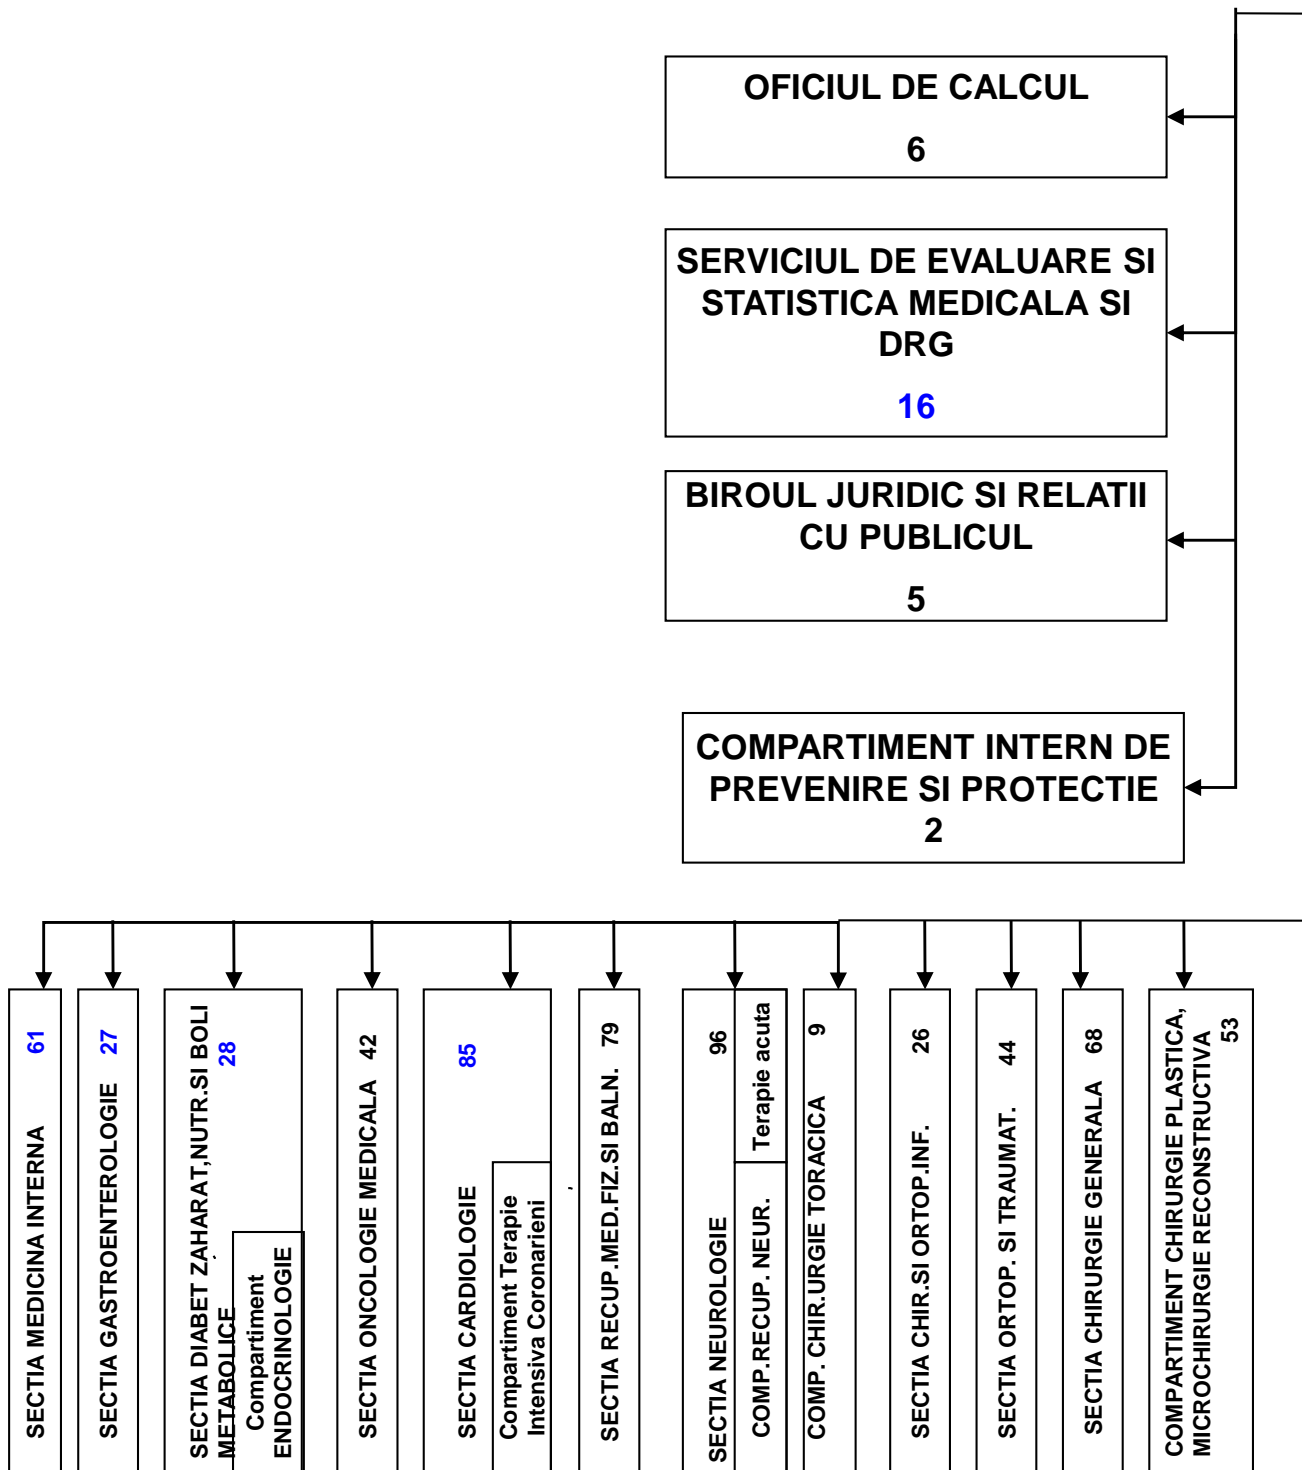 OFICIUL DE CALCUL
6
SERVICIUL DE EVALUARE SI
STATISTICA MEDICALA SI
DRG
16
BIROUL JURIDIC SI RELATII
CU PUBLICUL
5
COMPARTIMENT INTERN DE
PREVENIRE SI PROTECTIE
2
SECTIA MEDICINA INTERNA 61
SECTIA GASTROENTEROLOGIE 27
SECTIA DIABET ZAHARAT,NUTR.SI BOLI
METABOLICE 28
Compartiment
ENDOCRINOLOGIE
SECTIA ONCOLOGIE MEDICALA 42
SECTIA CARDIOLOGIE 85
Compartiment Terapie
Intensiva Coronarieni
SECTIA RECUP.MED.FIZ.SI BALN. 79
SECTIA NEUROLOGIE 96
COMP.RECUP. NEUR.
Terapie acuta
COMP. CHIR.URGIE TORACICA 9
SECTIA CHIR.SI ORTOP.INF. 26
SECTIA ORTOP. SI TRAUMAT. 44
SECTIA CHIRURGIE GENERALA 68
COMPARTIMENT CHIRURGIE PLASTICA,
MICROCHIRURGIE RECONSTRUCTIVA
53